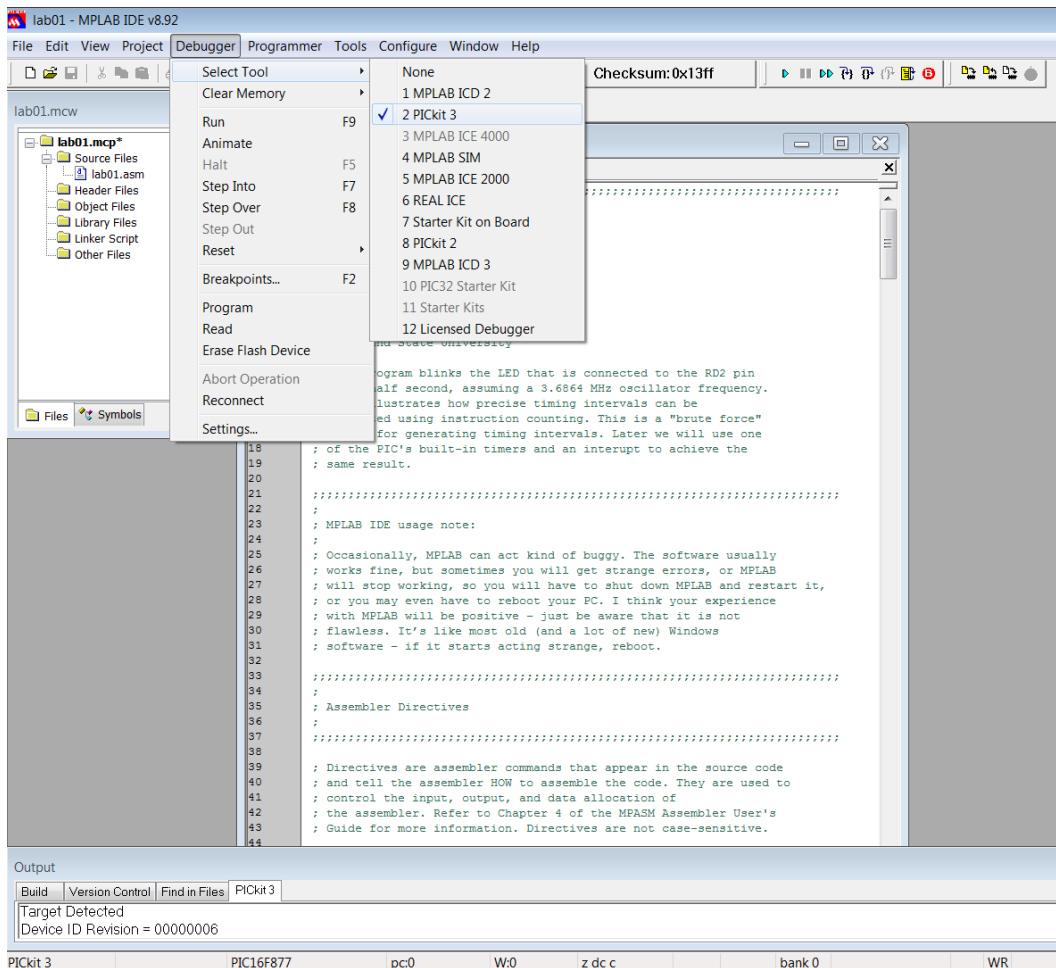 lab01 - MPLAB IDE v8.92
File Edit View Project Debugger Programmer Tools Configure Window Help
Checksum: 0x13ff
lab01.mcw
lab01.mcp*
Source Files
lab01.asm
Header Files
Object Files
Library Files
Linker Script
Other Files
Files Symbols
Select Tool
Clear Memory
Run F9
Animate
Halt F5
Step Into F7
Step Over F8
Step Out
Reset
Breakpoints... F2
Program
Read
Erase Flash Device
Abort Operation
Reconnect
Settings...
None
1 MPLAB ICD 2
2 PICkit 3
3 MPLAB ICE 4000
4 MPLAB SIM
5 MPLAB ICE 2000
6 REAL ICE
7 Starter Kit on Board
8 PICkit 2
9 MPLAB ICD 3
10 PIC32 Starter Kit
11 Starter Kits
12 Licensed Debugger
State University
blinks the LED that is connected to the RD2 pin
second, assuming a 3.6864 MHz oscillator frequency.
how precise timing intervals can be
using instruction counting. This is a "brute force"
for generating timing intervals. Later we will use one
18 ; of the PIC's built-in timers and an interupt to achieve the
19 ; same result.
20
21 ;;;;;;;;;;;;;;;;;;;;;;;;;;;;;;;;;;;;;;;;;;;;;;;;;;;;;;;;;;;;;;;;;;;;;;;;;;
22 ;
23 ; MPLAB IDE usage note:
24 ;
25 ; Occasionally, MPLAB can act kind of buggy. The software usually
26 ; works fine, but sometimes you will get strange errors, or MPLAB
27 ; will stop working, so you will have to shut down MPLAB and restart it,
28 ; or you may even have to reboot your PC. I think your experience
29 ; with MPLAB will be positive – just be aware that it is not
30 ; flawless. It’s like most old (and a lot of new) Windows
31 ; software – if it starts acting strange, reboot.
32
33 ;;;;;;;;;;;;;;;;;;;;;;;;;;;;;;;;;;;;;;;;;;;;;;;;;;;;;;;;;;;;;;;;;;;;;;;;;;
34 ;
35 ; Assembler Directives
36 ;
37 ;;;;;;;;;;;;;;;;;;;;;;;;;;;;;;;;;;;;;;;;;;;;;;;;;;;;;;;;;;;;;;;;;;;;;;;;;;
38
39 ; Directives are assembler commands that appear in the source code
40 ; and tell the assembler HOW to assemble the code. They are used to
41 ; control the input, output, and data allocation of
42 ; the assembler. Refer to Chapter 4 of the MPASM Assembler User's
43 ; Guide for more information. Directives are not case-sensitive.
44
Output
Build Version Control Find in Files PICkit 3
Target Detected
Device ID Revision = 00000006
PICkit 3 PIC16F877 pc:0 W:0 z dc c bank 0 WR